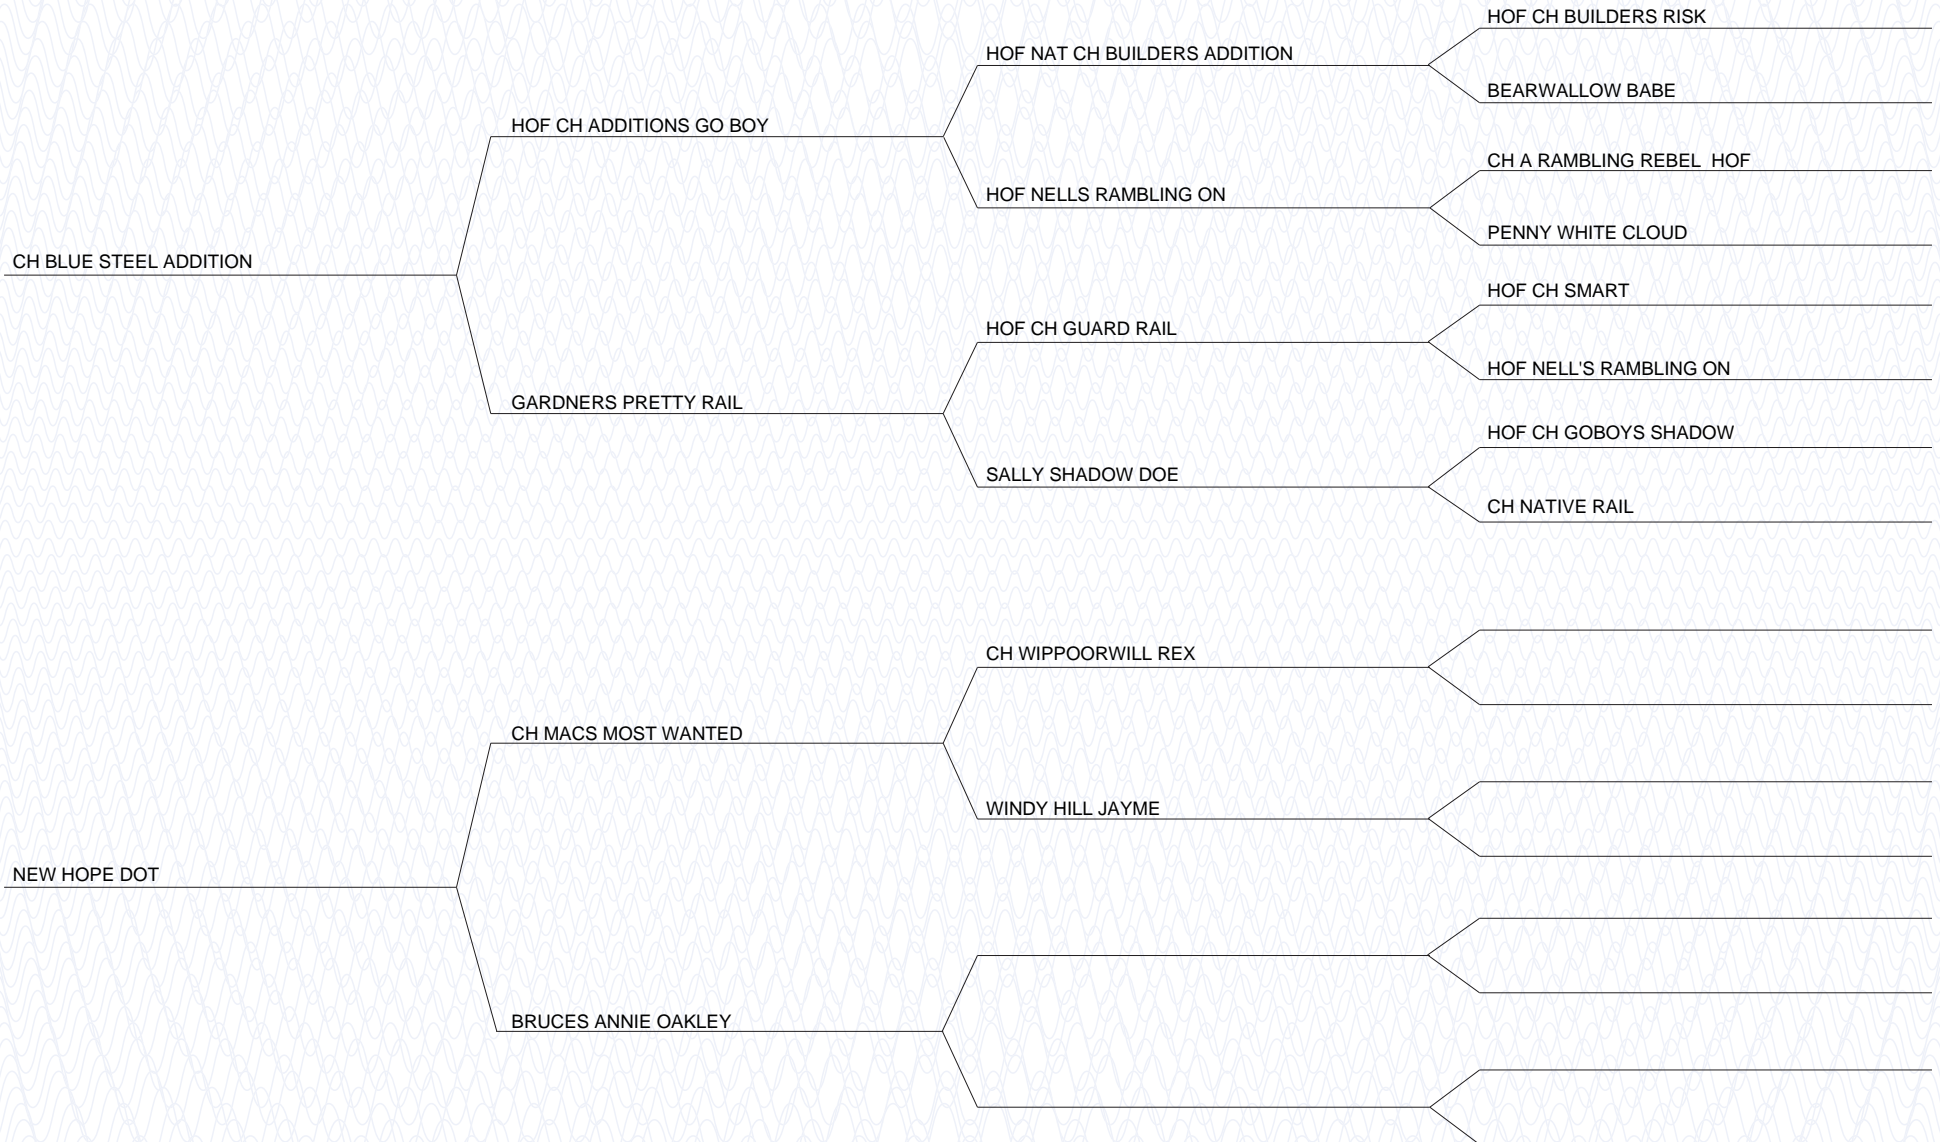 HOF CH BUILDERS RISK
HOF NAT CH BUILDERS ADDITION
BEARWALLOW BABE
HOF CH ADDITIONS GO BOY
CH A RAMBLING REBEL  HOF
HOF NELLS RAMBLING ON
PENNY WHITE CLOUD
CH BLUE STEEL ADDITION
HOF CH SMART
HOF CH GUARD RAIL
HOF NELL'S RAMBLING ON
GARDNERS PRETTY RAIL
HOF CH GOBOYS SHADOW
SALLY SHADOW DOE
CH NATIVE RAIL
CH WIPPOORWILL REX
CH MACS MOST WANTED
WINDY HILL JAYME
NEW HOPE DOT
BRUCES ANNIE OAKLEY